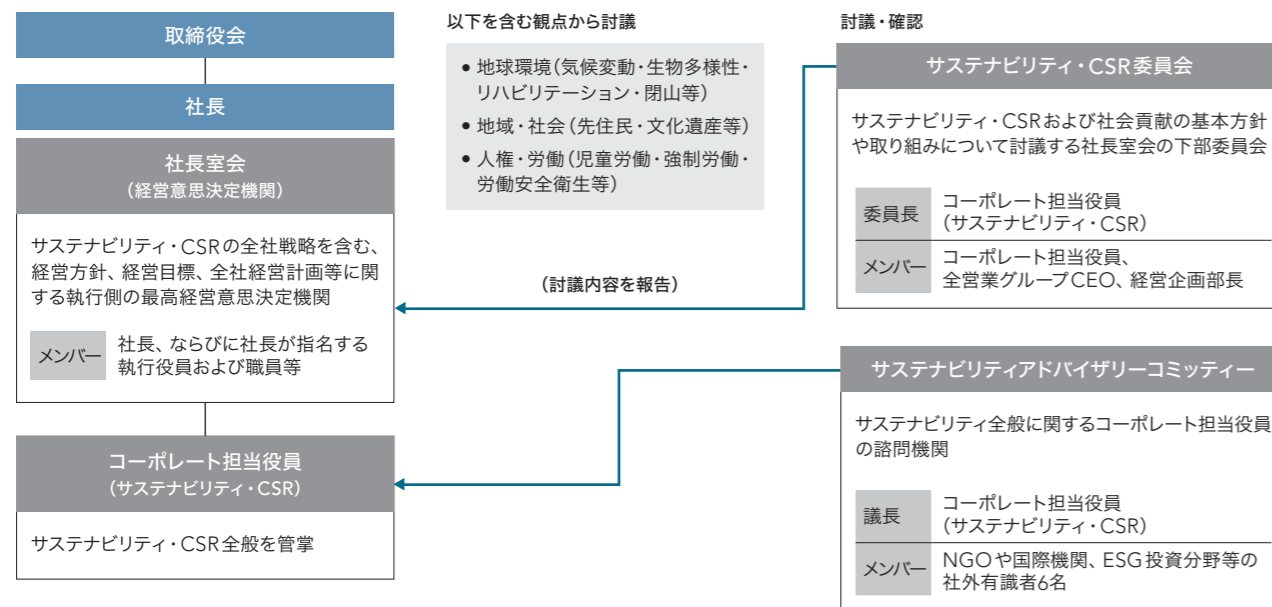 取締役会
社長
社長室会
（経営意思決定機関）
サステナビリティ・CSRの全社戦略を含む、
経営方針、経営目標、全社経営計画等に関
する執行側の最高経営意思決定機関
メンバー
社長、ならびに社長が指名する
執行役員および職員等
コーポレート担当役員
（サステナビリティ・CSR）
サステナビリティ・CSR全般を管掌
以下を含む観点から討議
• 地球環境（気候変動・生物多様性・
リハビリテーション・閉山等）
• 地域・社会（先住民・文化遺産等）
• 人権・労働（児童労働・強制労働・
労働安全衛生等）
（討議内容を報告）
討議・確認
サステナビリティ・CSR委員会
サステナビリティ・CSRおよび社会貢献の基本方針
や取り組みについて討議する社長室会の下部委員会
委員長
コーポレート担当役員
（サステナビリティ・CSR）
メンバー
コーポレート担当役員、
全営業グループCEO、経営企画部長
サステナビリティアドバイザリーコミッティー
サステナビリティ全般に関するコーポレート担当役員
の諮問機関
議長
コーポレート担当役員
（サステナビリティ・CSR）
メンバー
NGOや国際機関、ESG投資分野等の
社外有識者6名